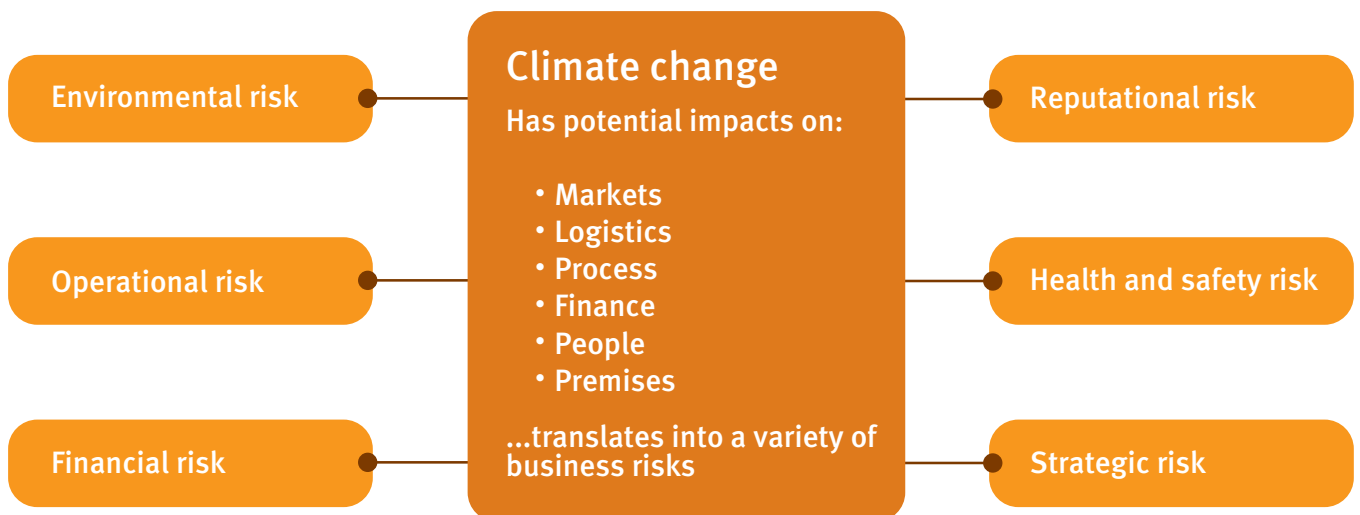 Environmental risk
Operational risk
Financial risk
Climate change
Has potential impacts on:
• Markets
• Logistics
• Process
• Finance
• People
• Premises
...translates into a variety of
business risks
Reputational risk
Health and safety risk
Strategic risk